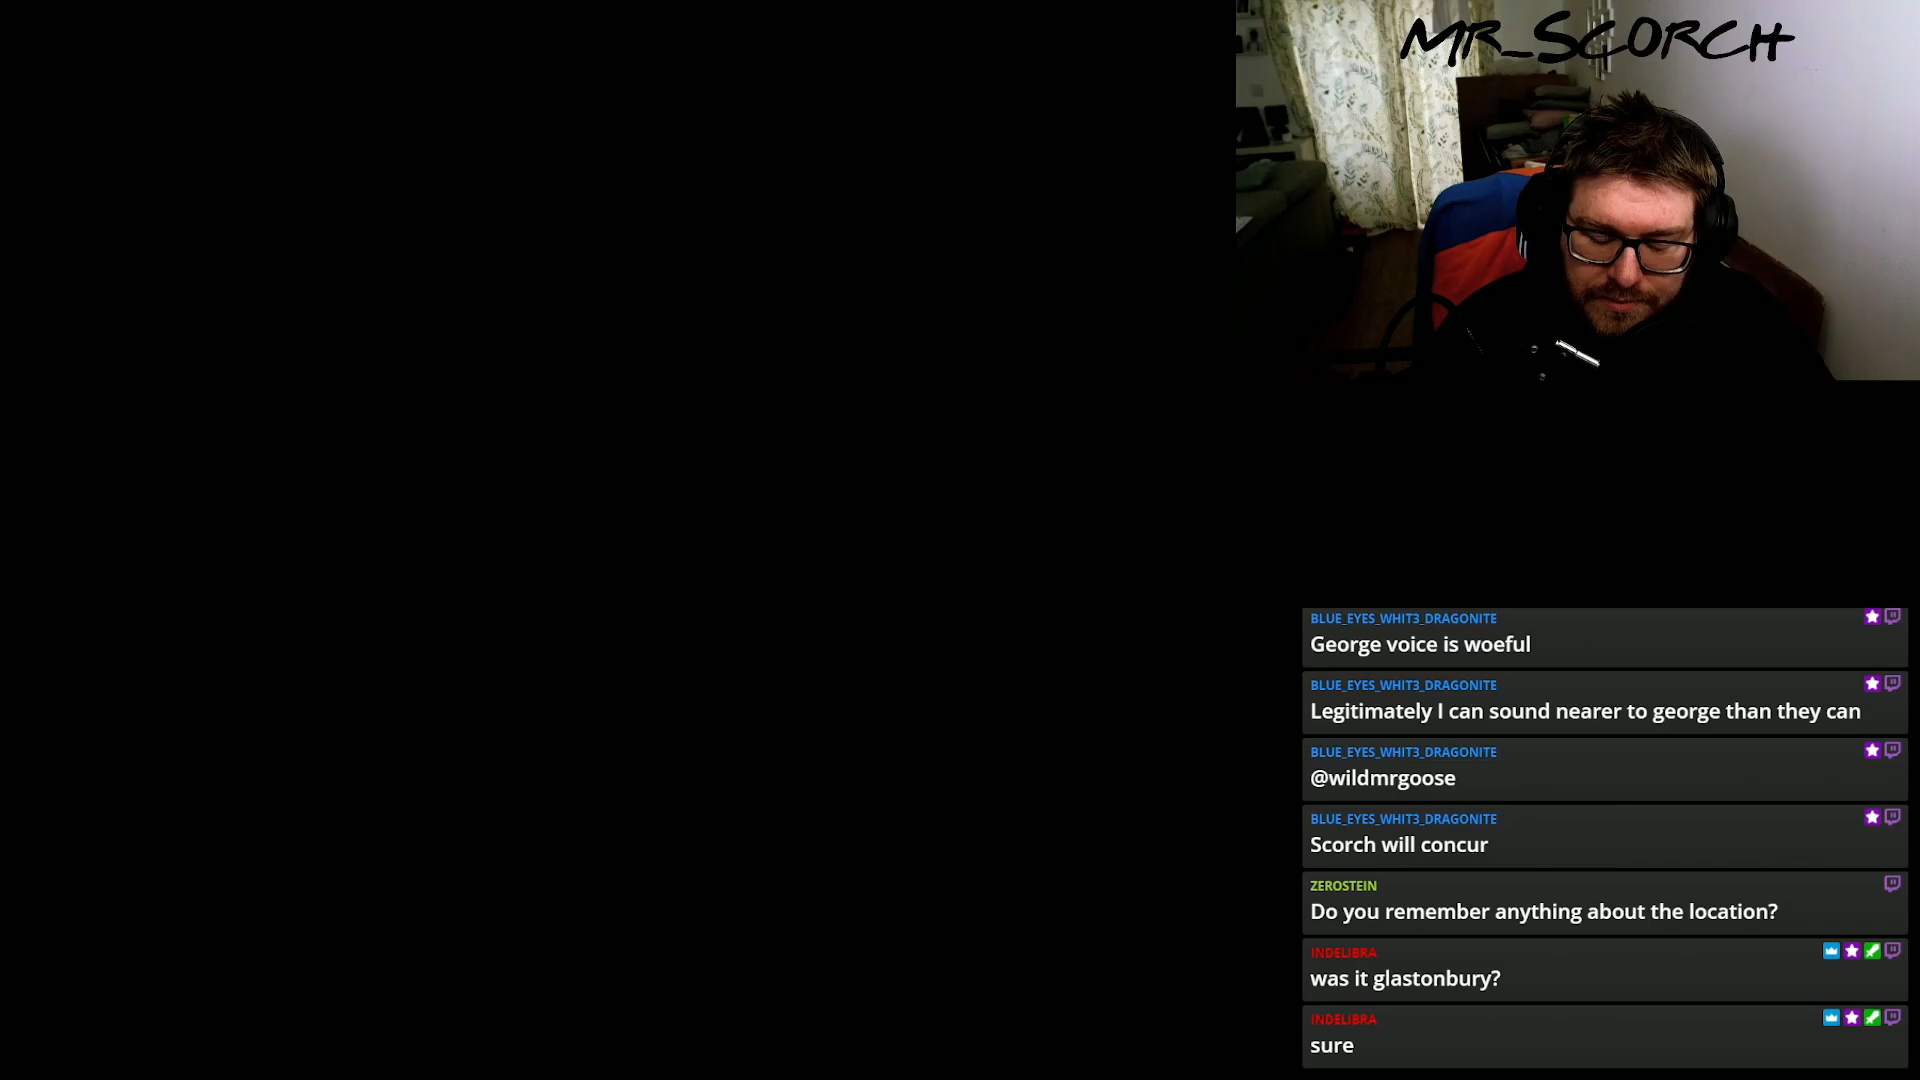 MR_SCORCH
BLUE_EYES_WHIT3_DRAGONITE
George voice is woeful
BLUE_EYES_WHIT3_DRAGONITE
Legitimately I can sound nearer to george than they can
BLUE_EYES_WHIT3_DRAGONITE
@wildmrgoose
BLUE_EYES_WHIT3_DRAGONITE
Scorch will concur
ZEROSTEIN
Do you remember anything about the location?
INDELIBRA
was it glastonbury?
INDELIBRA
sure